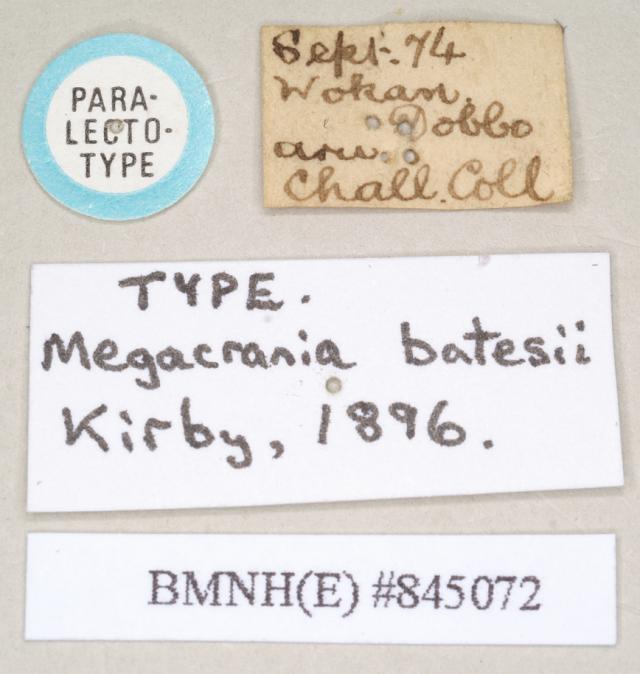 PARA-
LECTO-
TYPE
Sept. 74
Wokan.
Dobbo
aru.
Chall. Coll
TYPE.
Megacrania batesii
Kirby, 1896.
BMNH(E) #845072